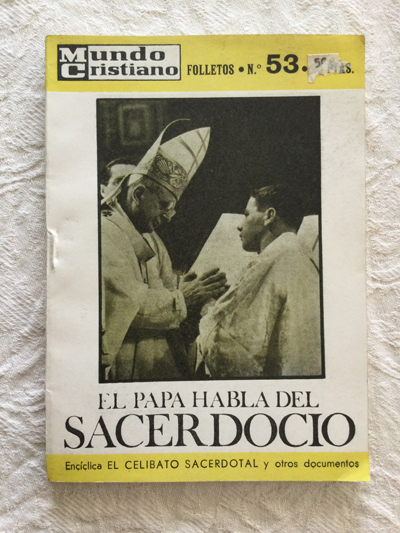 Mundo
Cristiano
FOLLETOS • N.º 53.
EL PAPA HABLA DEL
SACERDOCIO
Encíclica EL CELIBATO SACERDOTAL y otros documentos